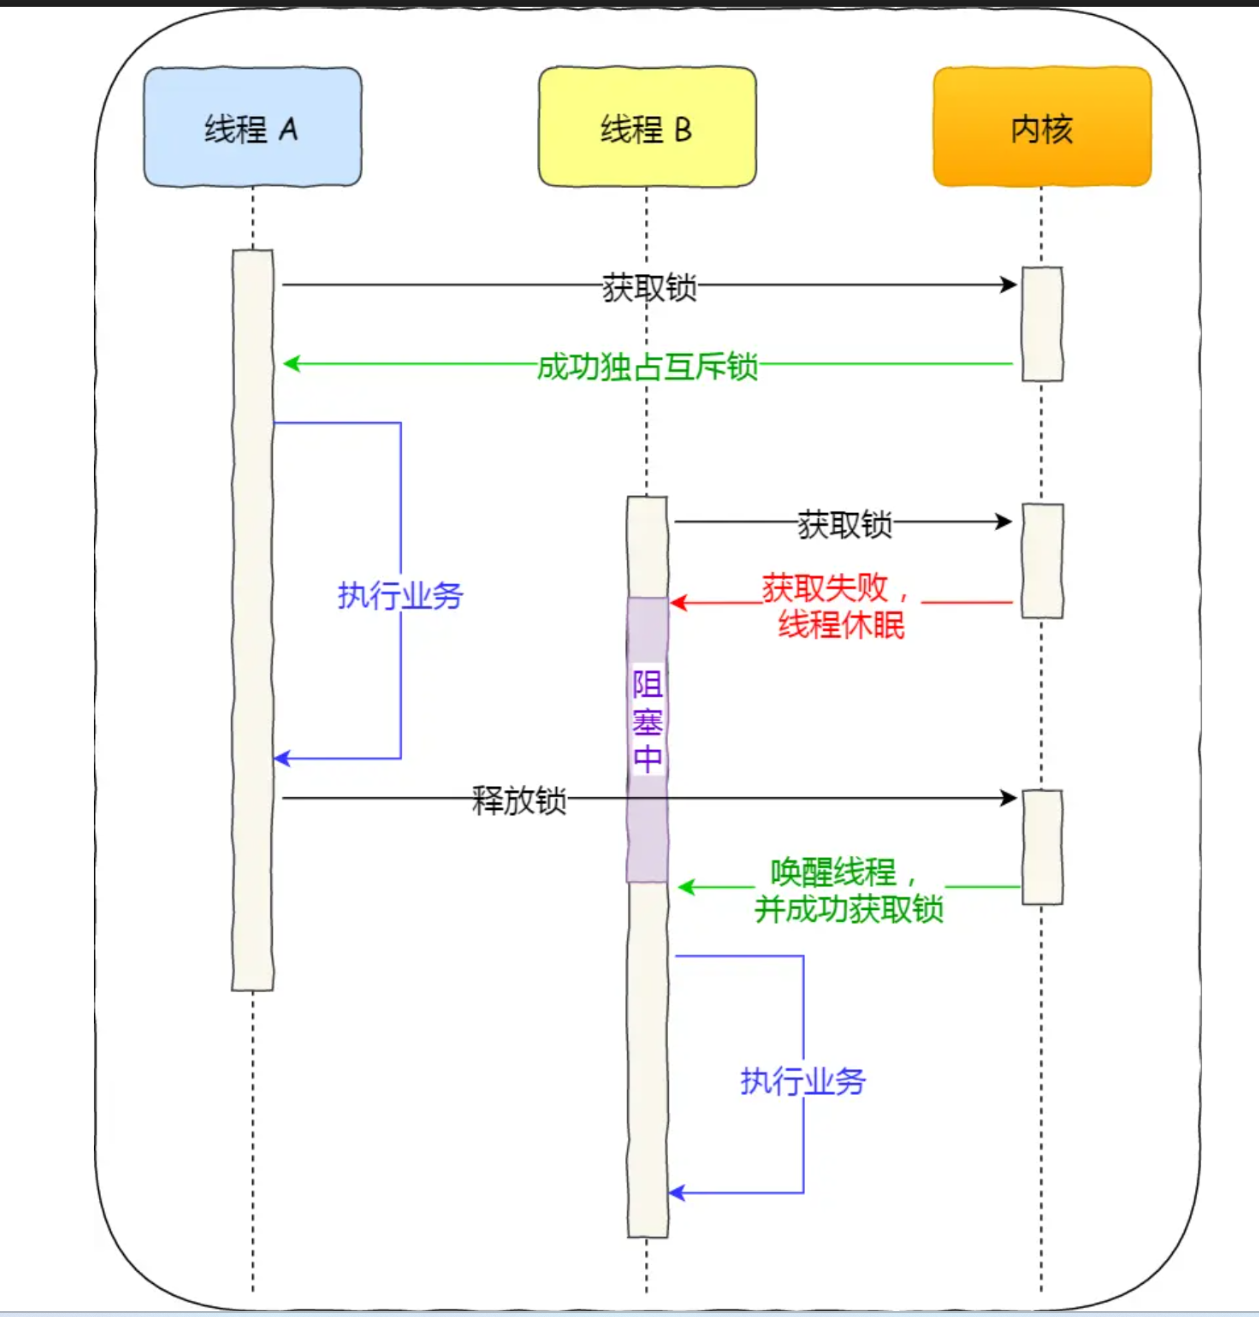 线程 A
线程 B
内核
获取锁
成功独占互斥锁
获取锁
获取失败，
线程休眠
执行业务
阻
塞
中
释放锁
唤醒线程，
并成功获取锁
执行业务